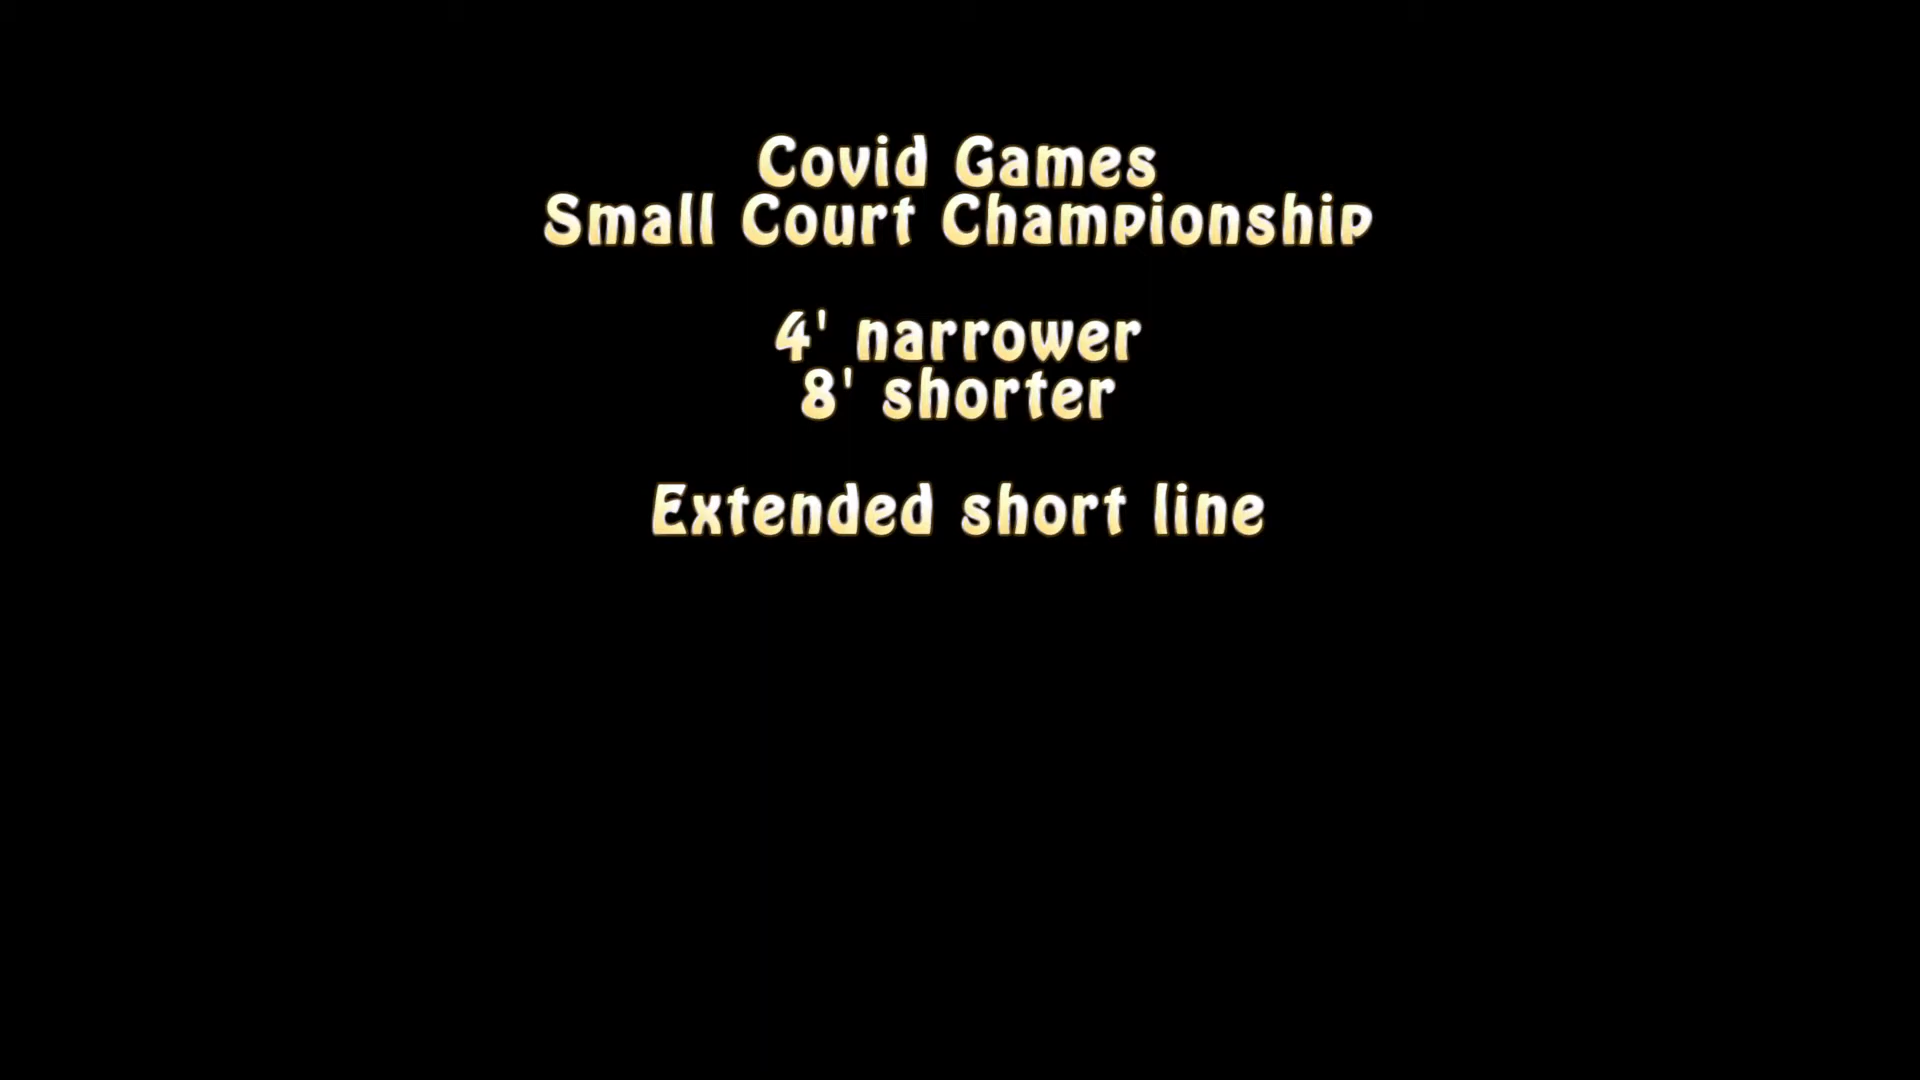 Covid Games
Small Court Championship
4' narrower
8' shorter
Extended short line